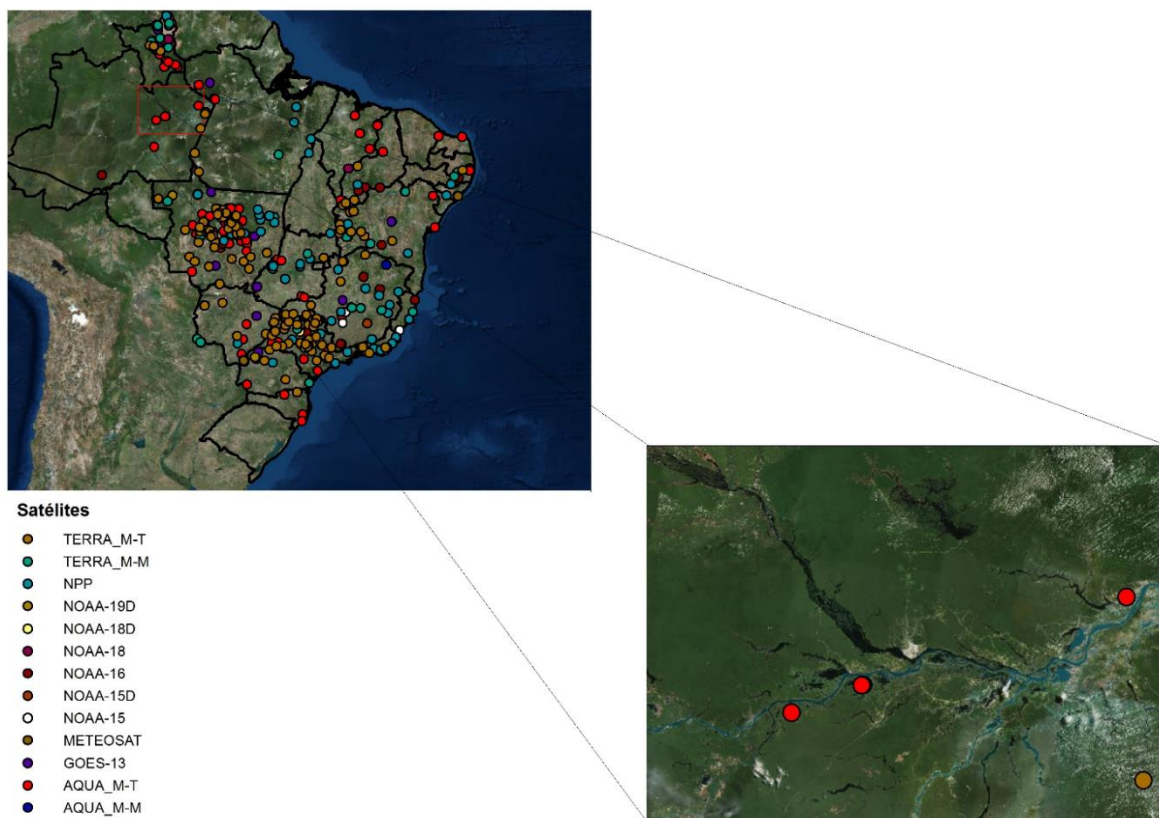 Satélites
TERRA_M-T
TERRA_M-M
NPP
NOAA-19D
NOAA-18D
NOAA-18
NOAA-16
NOAA-15D
NOAA-15
METEOSAT
GOES-13
AQUA_M-T
AQUA_M-M